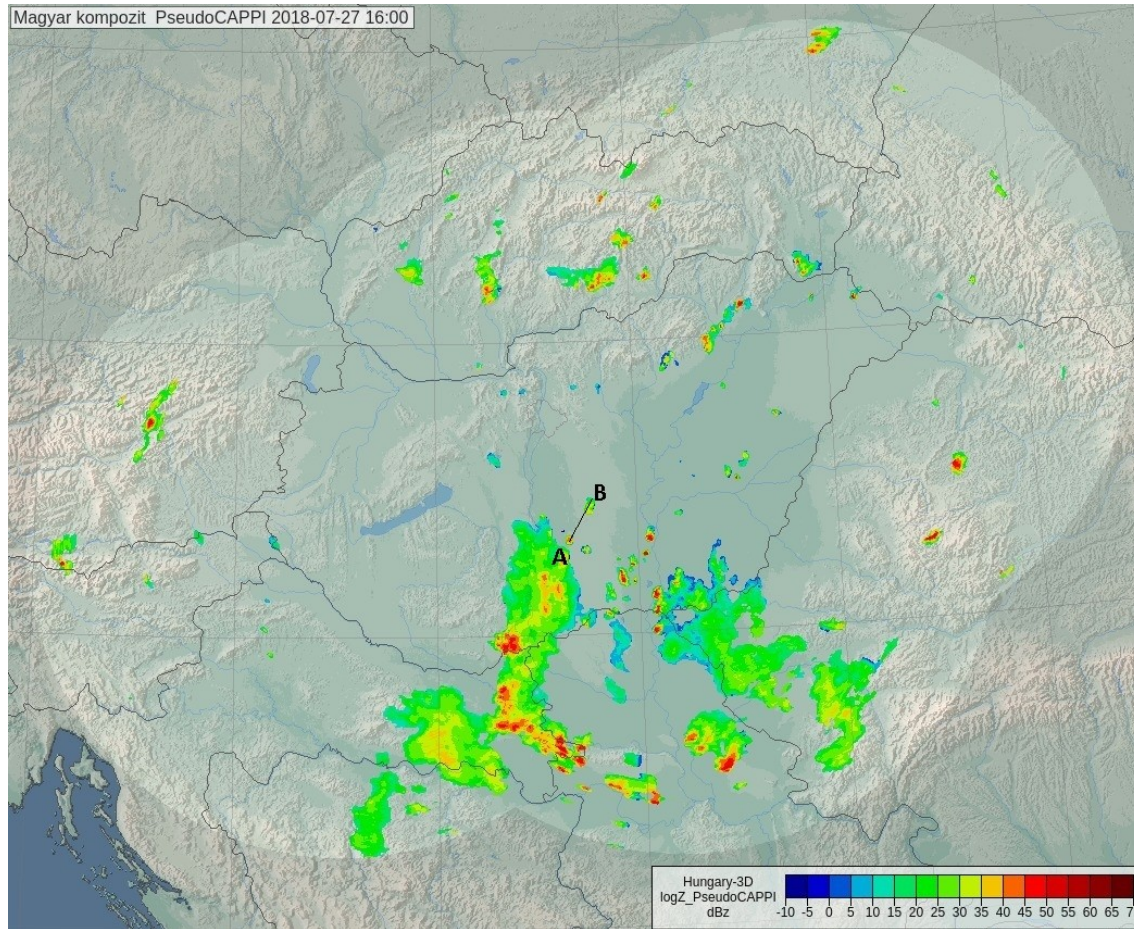 Magyar kompozit PseudoCAPPI 2018-07-27 16:00
B
A
Hungary-3D
logZ_PseudoCAPPI
dBz
-10 -5 0 5 10 15 20 25 30 35 40 45 50 55 60 65 7